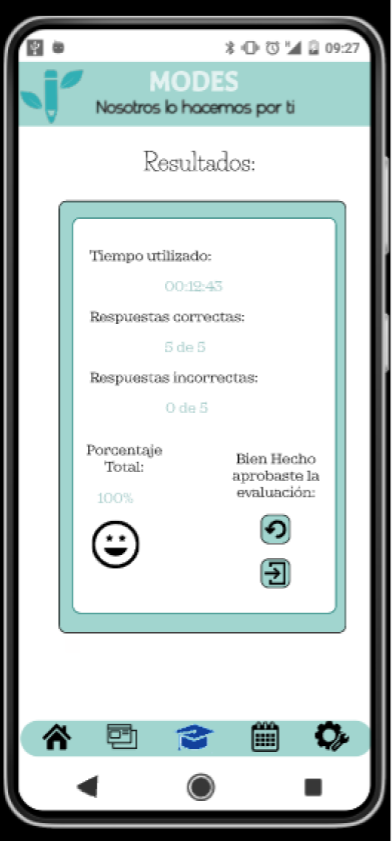 09:27
MODES
Nosotros lo hacemos por ti
Resultados:
Tiempo utilizado:
00:12:43
Respuestas correctas:
5 de 5
Respuestas incorrectas:
0 de 5
Porcentaje
Total:
100%
Bien Hecho
aprobaste la
evaluación: